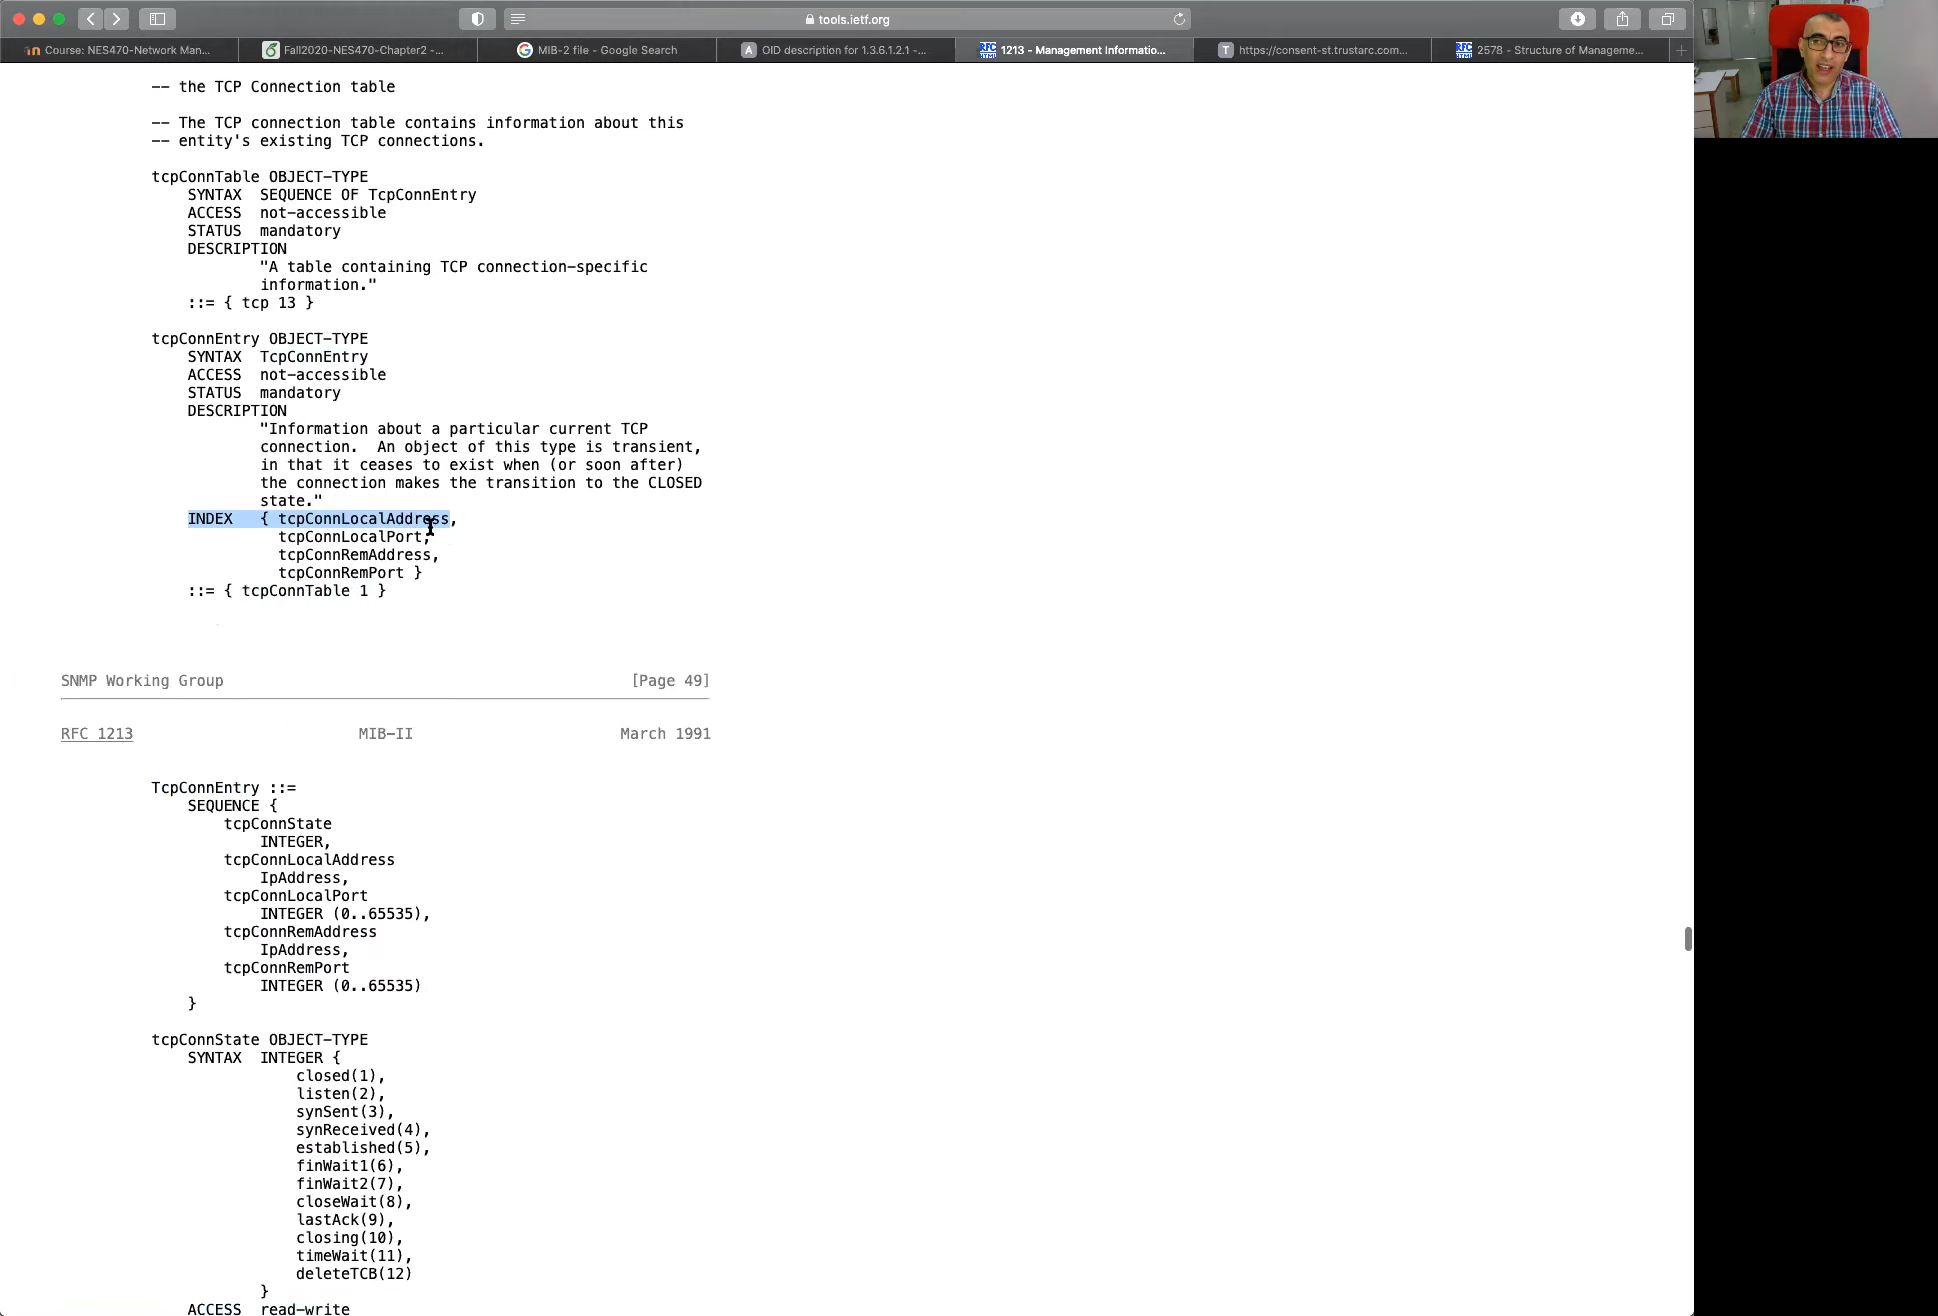 tools.ietf.org
Course: NES470-Network Man...
Fall2020-NES470-Chapter2 -...
MIB-2 file - Google Search
OID description for 1.3.6.1.2.1 -...
1213 - Management Informatio...
https://consent-st.trustarc.com...
2578 - Structure of Manageme...
-- the TCP Connection table
-- The TCP connection table contains information about this
-- entity's existing TCP connections.
tcpConnTable OBJECT-TYPE
SYNTAX SEQUENCE OF TcpConnEntry
ACCESS not-accessible
STATUS mandatory
DESCRIPTION
"A table containing TCP connection-specific
information."
::= { tcp 13 }
tcpConnEntry OBJECT-TYPE
SYNTAX TcpConnEntry
ACCESS not-accessible
STATUS mandatory
DESCRIPTION
"Information about a particular current TCP
connection. An object of this type is transient,
in that it ceases to exist when (or soon after)
the connection makes the transition to the CLOSED
state."
INDEX { tcpConnLocalAddress,
tcpConnLocalPort,
tcpConnRemAddress,
tcpConnRemPort }
::= { tcpConnTable 1 }
SNMP Working Group [Page 49]
RFC 1213 MIB-II March 1991
TcpConnEntry ::=
SEQUENCE {
tcpConnState
INTEGER,
tcpConnLocalAddress
IpAddress,
tcpConnLocalPort
INTEGER (0..65535),
tcpConnRemAddress
IpAddress,
tcpConnRemPort
INTEGER (0..65535)
}
tcpConnState OBJECT-TYPE
SYNTAX INTEGER {
closed(1),
listen(2),
synSent(3),
synReceived(4),
established(5),
finWait1(6),
finWait2(7),
closeWait(8),
lastAck(9),
closing(10),
timeWait(11),
deleteTCB(12)
}
ACCESS read-write